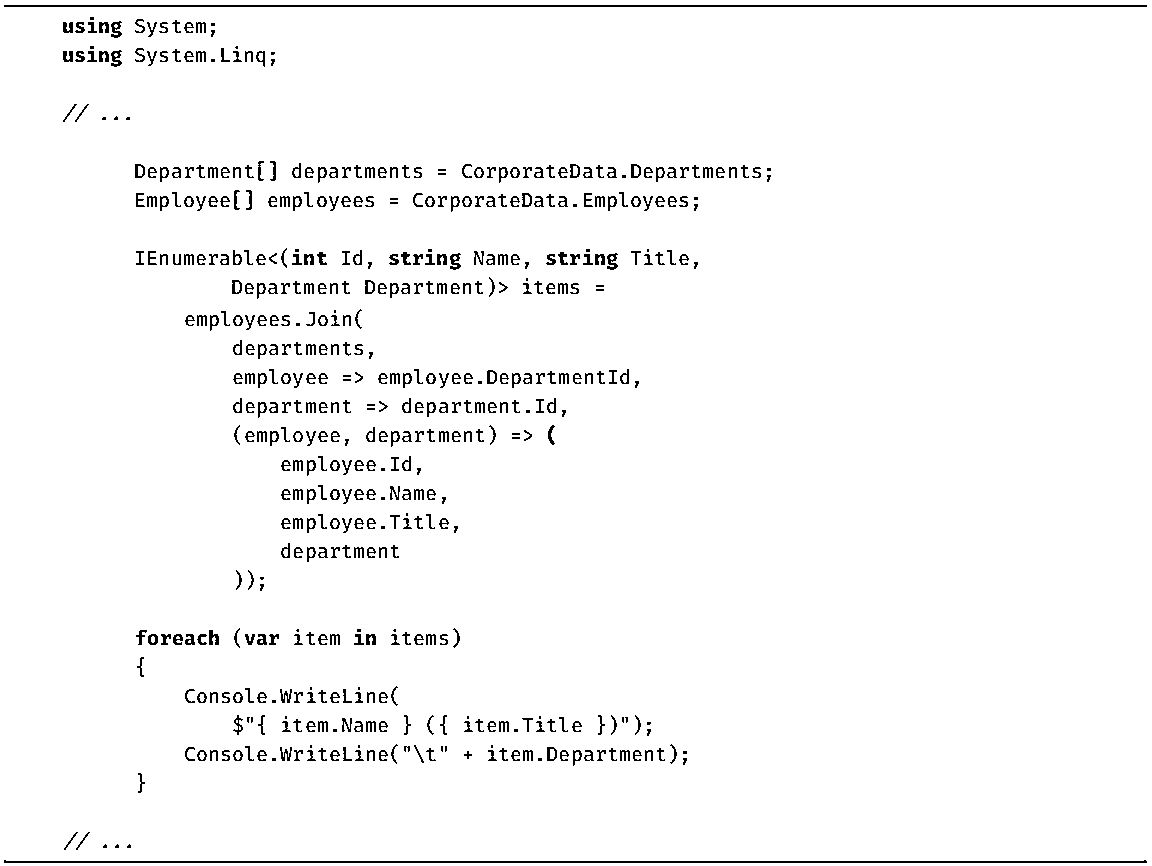 using System;
using System.Linq;
// ...
Department[] departments = CorporateData.Departments;
Employee[] employees = CorporateData.Employees;
IEnumerable<(int Id, string Name, string Title,
Department Department)> items =
employees.Join(
departments,
employee => employee.DepartmentId,
department => department.Id,
(employee, department) => (
employee.Id,
employee.Name,
employee.Title,
department
));
foreach (var item in items)
{
Console.WriteLine(
$"{ item.Name } ({ item.Title })");
Console.WriteLine("\t" + item.Department);
}
// ...